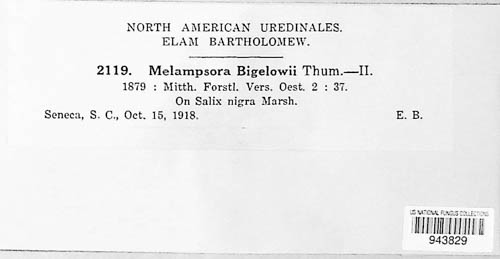 NORTH AMERICAN UREDINALES.
ELAM BARTHOLOMEW.
2119. Melampsora Bigelowii Thum.—II.
1879 : Mitth. Forstl. Vers. Oest. 2 : 37.
On Salix nigra Marsh.
Seneca, S. C., Oct. 15, 1918. E. B.
US NATIONAL FUNGUS COLLECTIONS
943829